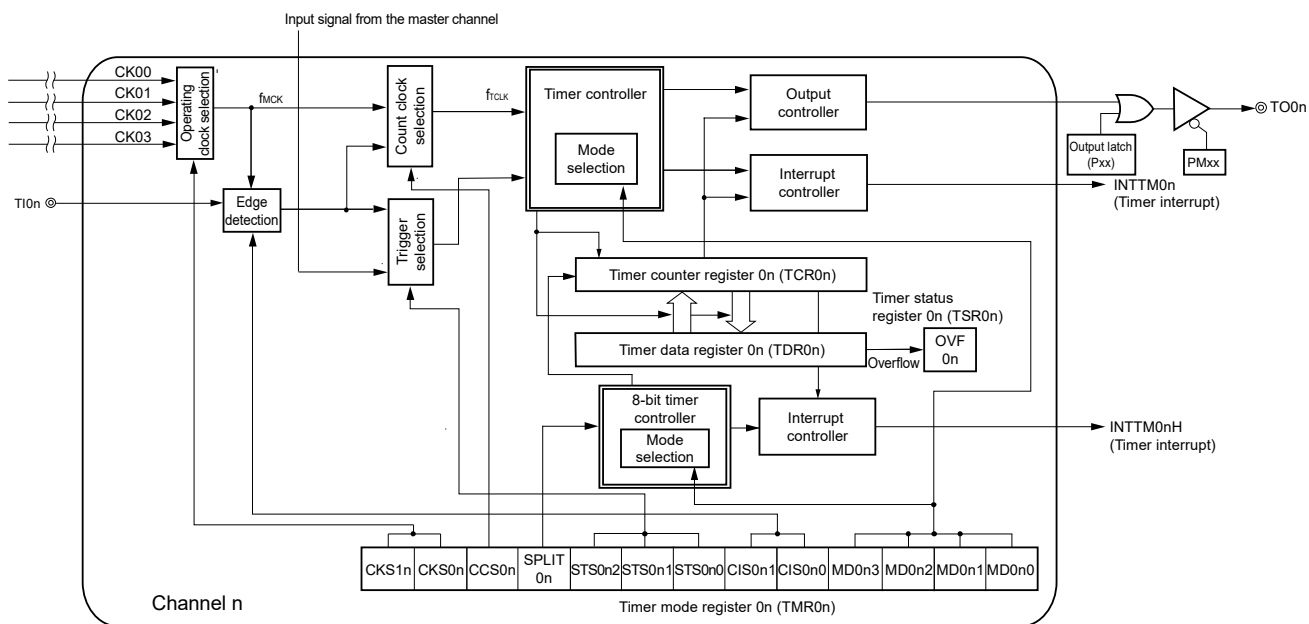 Input signal from the master channel
CK00
CK01
CK02
CK03
Operating
clock selection
fMCK
Count clock
selection
fTCLK
Timer controller
Mode
selection
Output
controller
Output latch
(Pxx)
PMxx
TO0n
Interrupt
controller
INTTM0n
(Timer interrupt)
TI0n
Edge
detection
Trigger
selection
Timer counter register 0n (TCR0n)
Timer status
register 0n (TSR0n)
Timer data register 0n (TDR0n)
Overflow
OVF
0n
8-bit timer
controller
Mode
selection
Interrupt
controller
INTTM0nH
(Timer interrupt)
CKS1n CKS0n CCS0n SPLIT
0n STS0n2 STS0n1 STS0n0 CIS0n1 CIS0n0 MD0n3 MD0n2 MD0n1 MD0n0
Channel n
Timer mode register 0n (TMR0n)